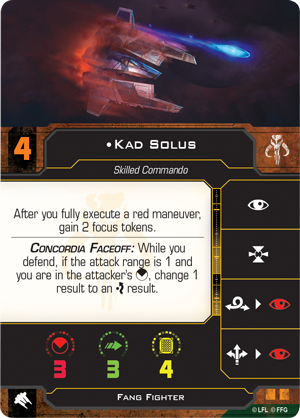 4
•Kad Solus
Skilled Commando
After you fully execute a red maneuver,
gain 2 focus tokens.
Concordia Faceoff: While you
defend, if the attack range is 1 and
you are in the attacker's , change 1
result to an result.
3 3 4
Fang Fighter
© LFL © FFG